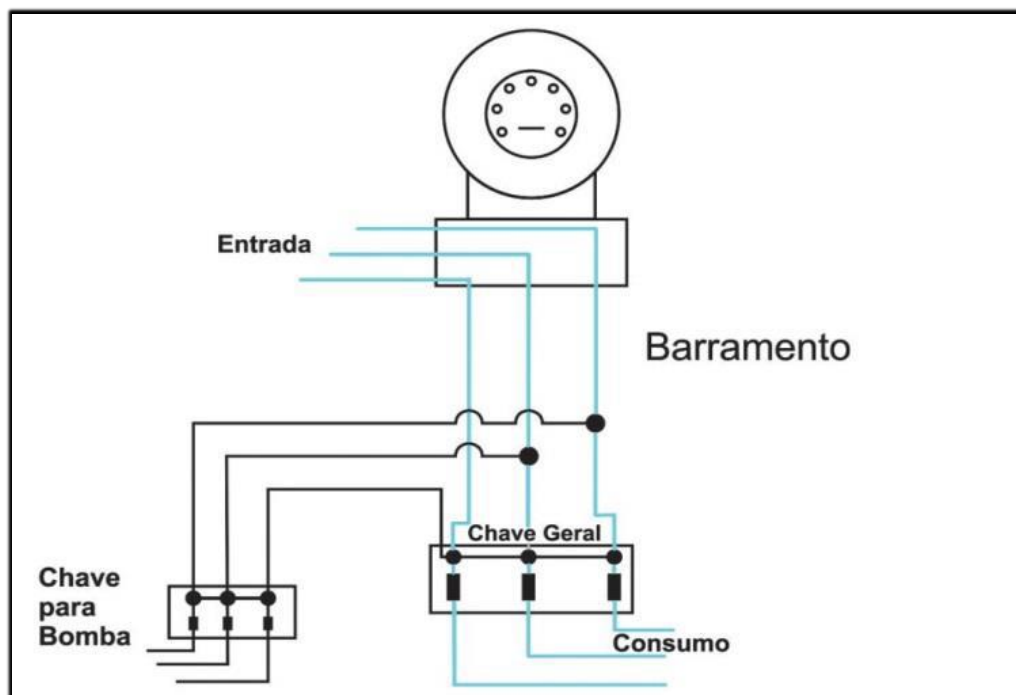 Entrada
Barramento
Chave Geral
Chave
para
Bomba
Consumo